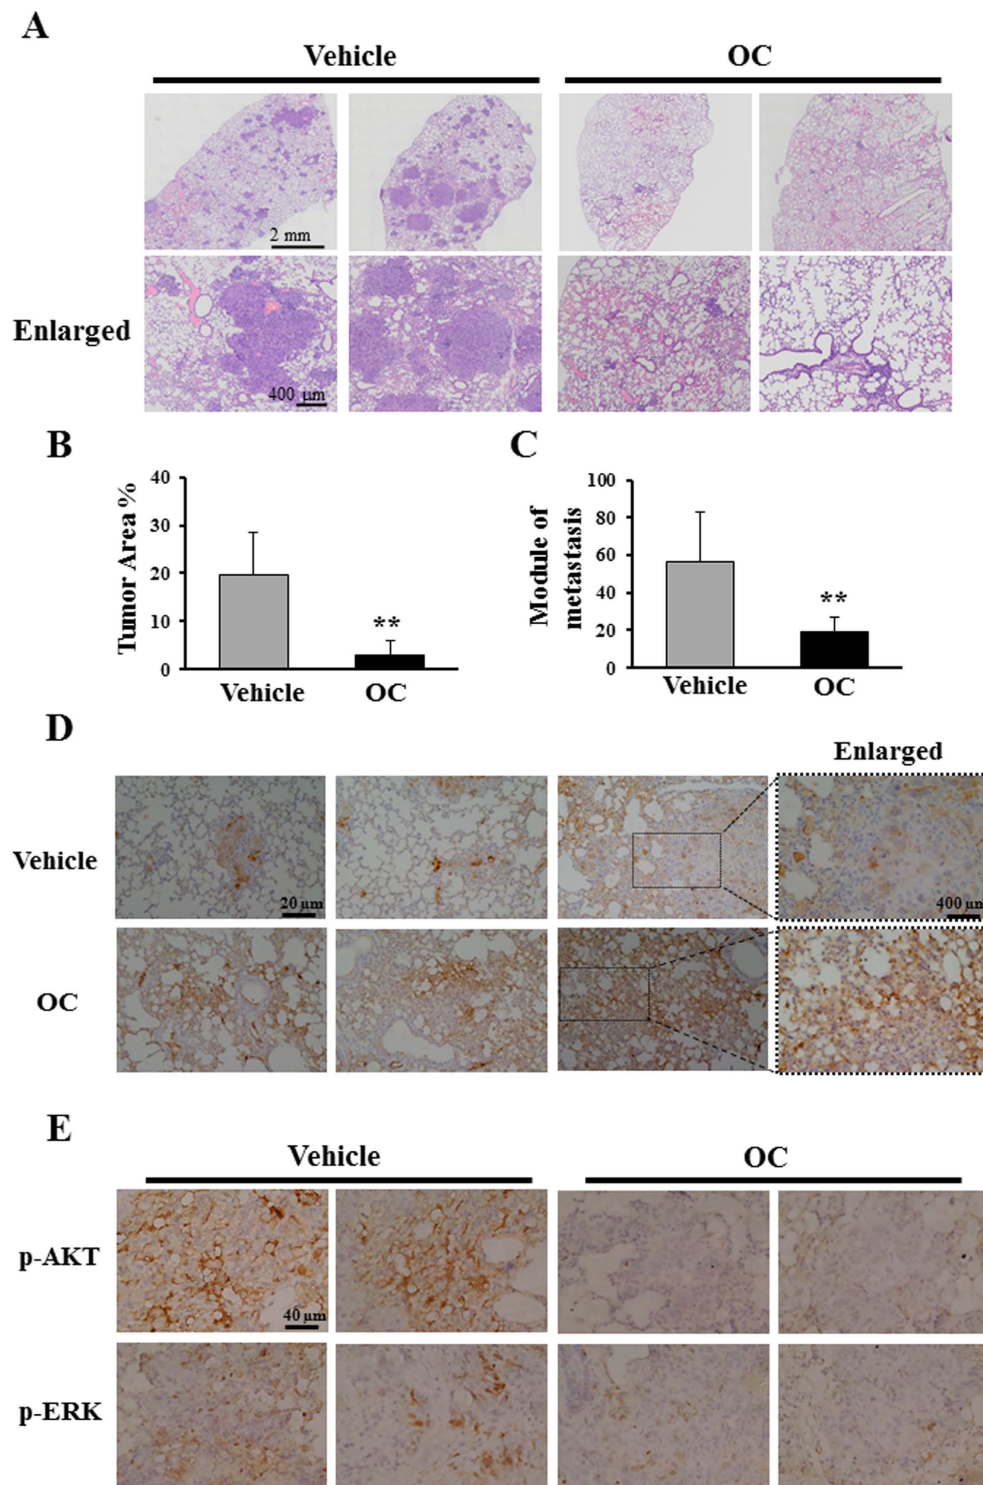 A
Vehicle OC
2 mm
Enlarged
400 µm
B C
Tumor Area %
40
30
20
10
0
**
Vehicle OC
Module of
metastasis
100
80
60
40
20
0
**
Vehicle OC
D
Enlarged
Vehicle
20 µm
400 µm
OC
E
Vehicle OC
p-AKT
40 µm
p-ERK